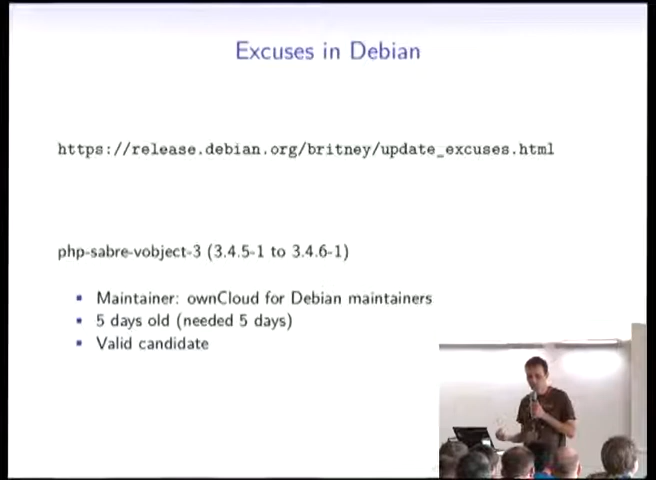 Excuses in Debian
https://release.debian.org/britney/update_excuses.html
php-sabre-vobject-3 (3.4.5-1 to 3.4.6-1)
Maintainer: ownCloud for Debian maintainers
5 days old (needed 5 days)
Valid candidate